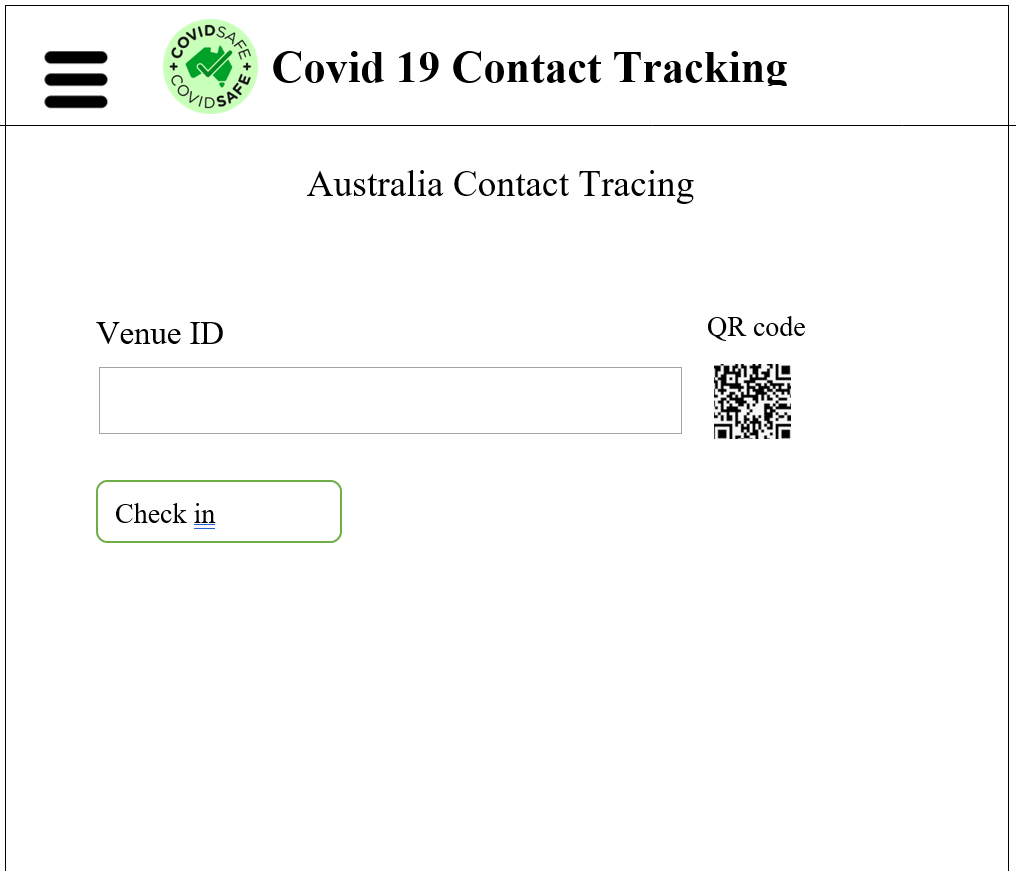 COVIDSAFE
COVIDSAFE
Covid 19 Contact Tracking
Australia Contact Tracing
Venue ID
QR code
Check in